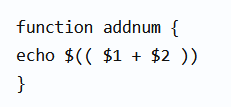 function addnum {
echo $(( $1 + $2 ))
}